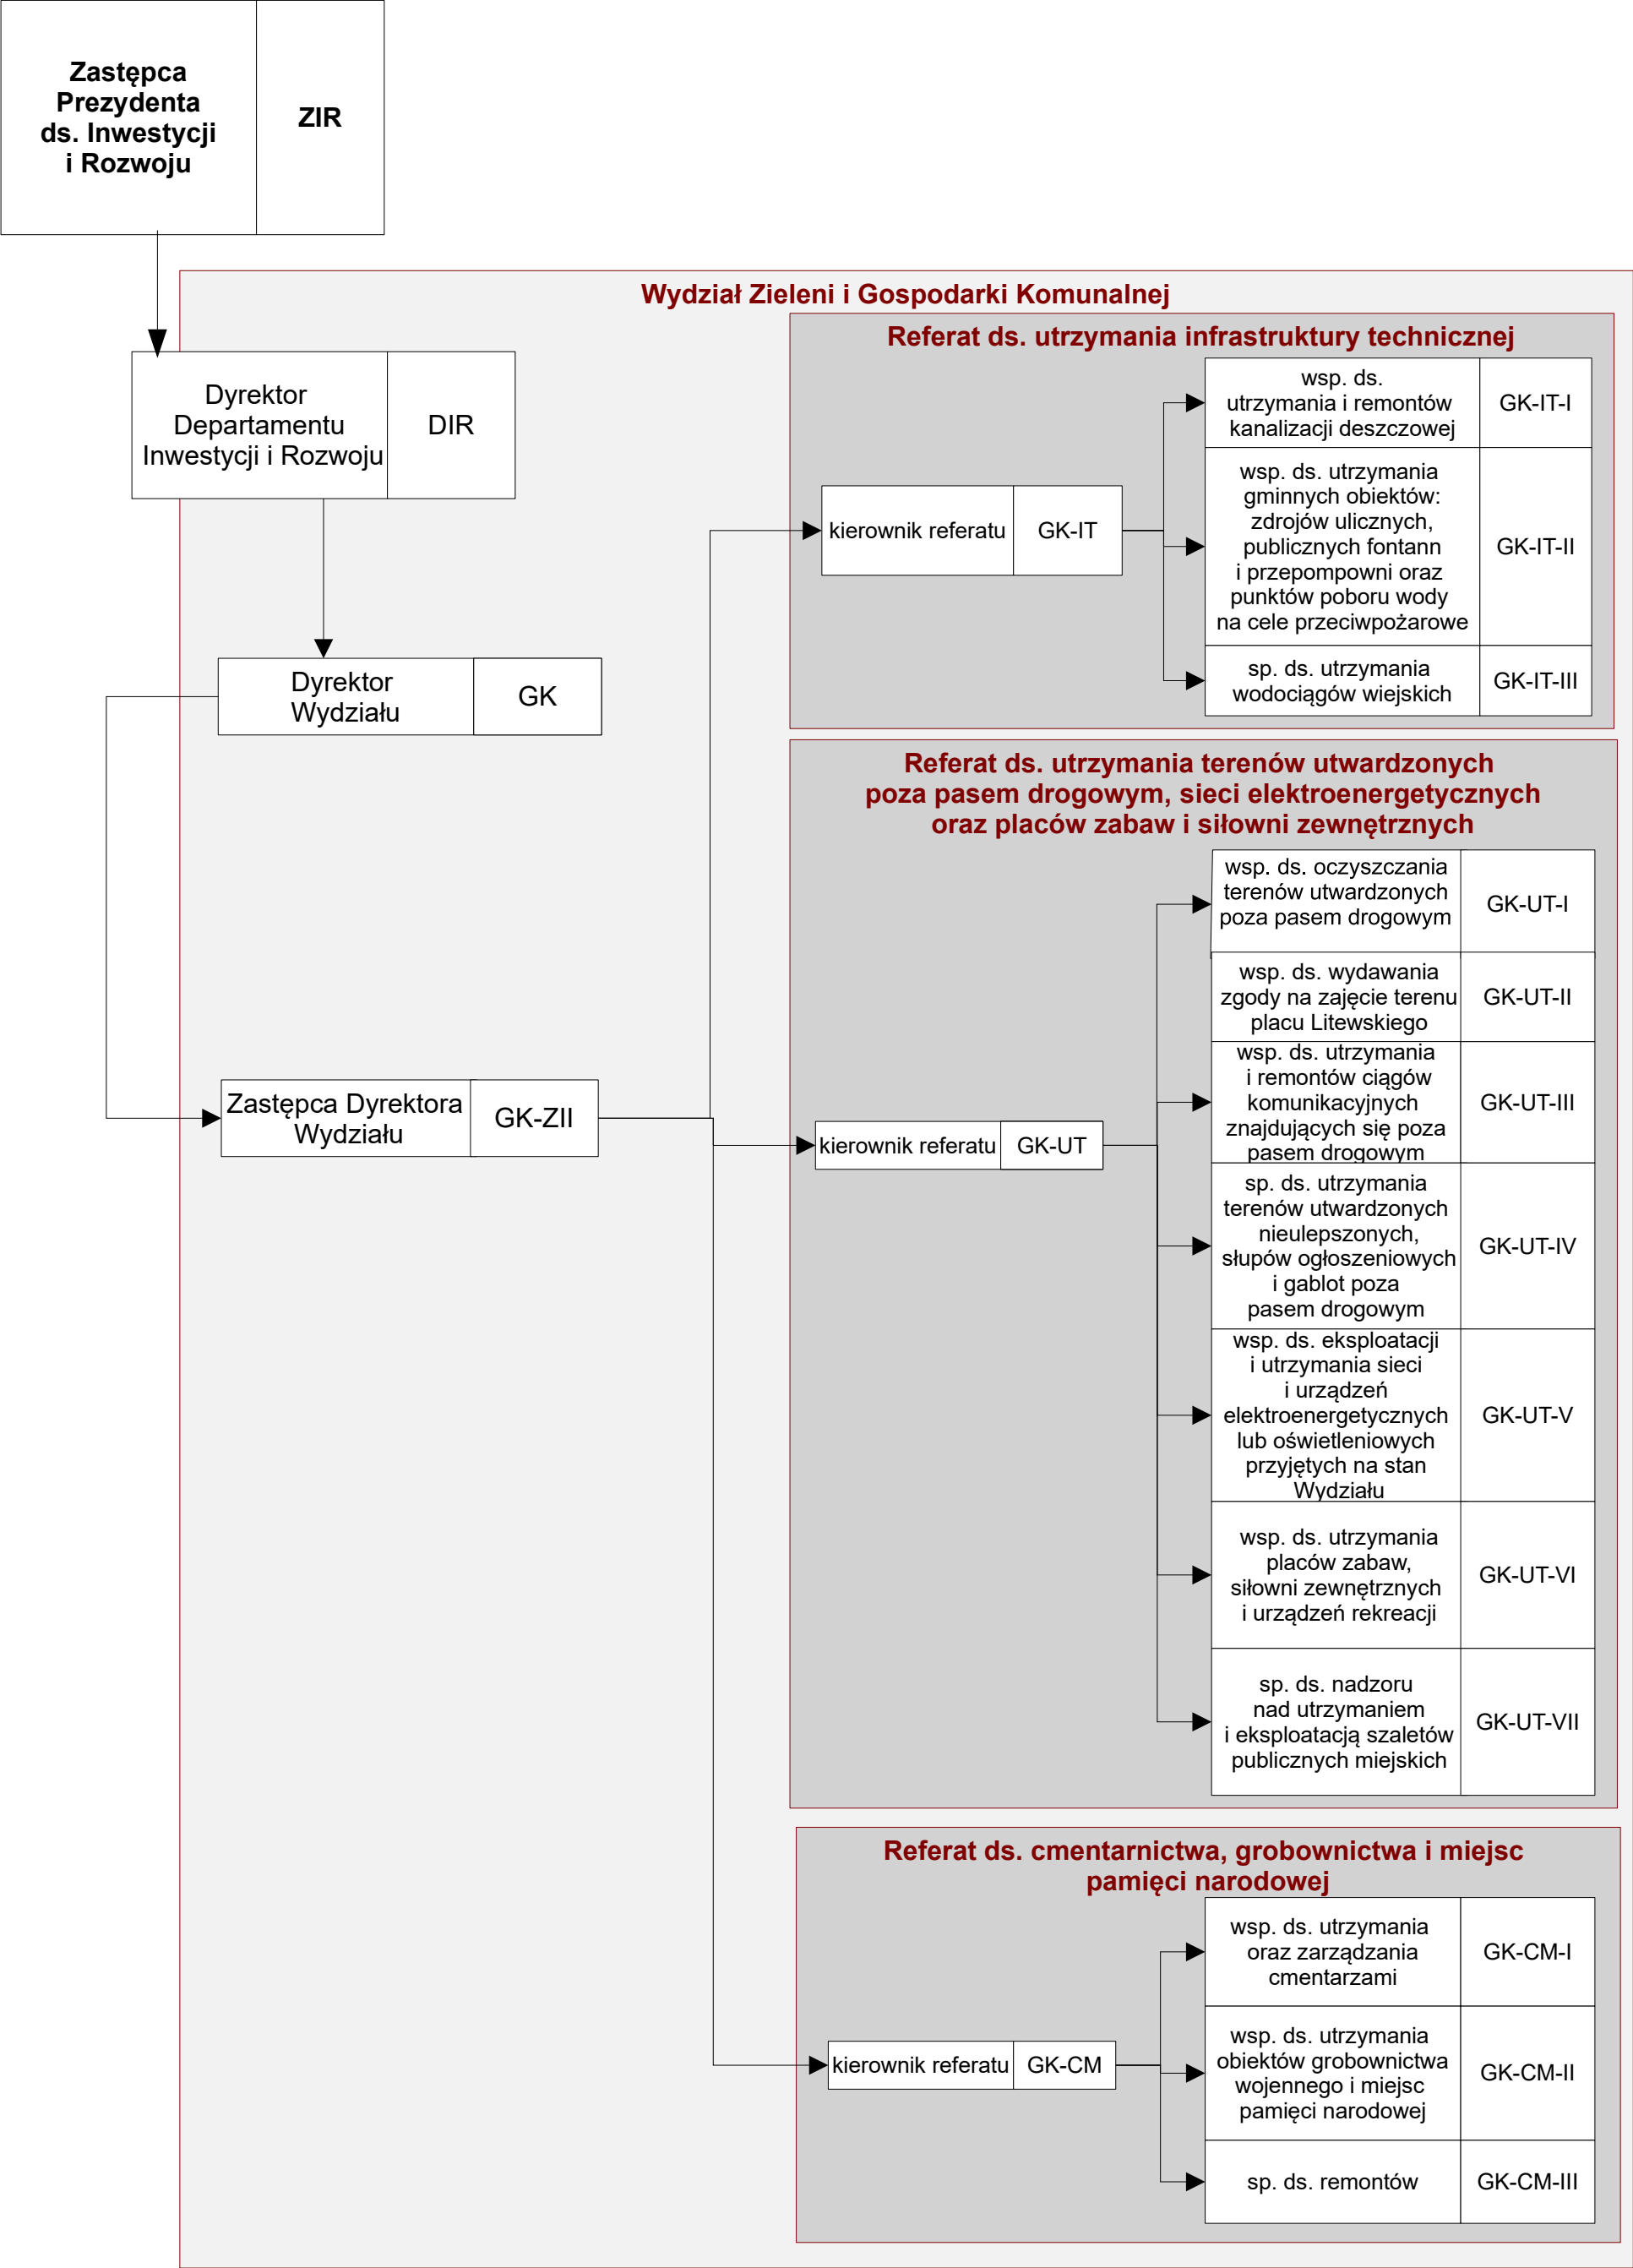 Zastępca
Prezydenta
ds. Inwestycji
i Rozwoju
ZIR
Wydział Zieleni i Gospodarki Komunalnej
Dyrektor
Departamentu
Inwestycji i Rozwoju
DIR
Dyrektor
Wydziału
GK
Zastępca Dyrektora
Wydziału
GK-ZII
Referat ds. utrzymania infrastruktury technicznej
kierownik referatu
GK-IT
wsp. ds.
utrzymania i remontów
kanalizacji deszczowej
GK-IT-I
wsp. ds. utrzymania
gminnych obiektów:
zdrojów ulicznych,
publicznych fontann
i przepompowni oraz
punktów poboru wody
na cele przeciwpożarowe
GK-IT-II
sp. ds. utrzymania
wodociągów wiejskich
GK-IT-III
Referat ds. utrzymania terenów utwardzonych
poza pasem drogowym, sieci elektroenergetycznych
oraz placów zabaw i siłowni zewnętrznych
kierownik referatu
GK-UT
wsp. ds. oczyszczania
terenów utwardzonych
poza pasem drogowym
GK-UT-I
wsp. ds. wydawania
zgody na zajęcie terenu
placu Litewskiego
GK-UT-II
wsp. ds. utrzymania
i remontów ciągów
komunikacyjnych
znajdujących się poza
pasem drogowym
GK-UT-III
sp. ds. utrzymania
terenów utwardzonych
nieulepszonych,
słupów ogłoszeniowych
i gablot poza
pasem drogowym
GK-UT-IV
wsp. ds. eksploatacji
i utrzymania sieci
i urządzeń
elektroenergetycznych
lub oświetleniowych
przyjętych na stan
Wydziału
GK-UT-V
wsp. ds. utrzymania
placów zabaw,
siłowni zewnętrznych
i urządzeń rekreacji
GK-UT-VI
sp. ds. nadzoru
nad utrzymaniem
i eksploatacją szaletów
publicznych miejskich
GK-UT-VII
Referat ds. cmentarnictwa, grobownictwa i miejsc
pamięci narodowej
kierownik referatu
GK-CM
wsp. ds. utrzymania
oraz zarządzania
cmentarzami
GK-CM-I
wsp. ds. utrzymania
obiektów grobownictwa
wojennego i miejsc
pamięci narodowej
GK-CM-II
sp. ds. remontów
GK-CM-III